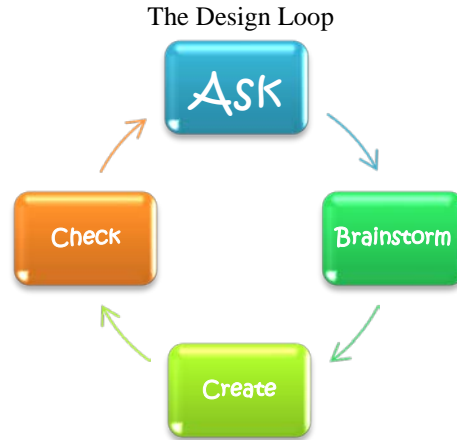 The Design Loop
Ask
Brainstorm
Create
Check